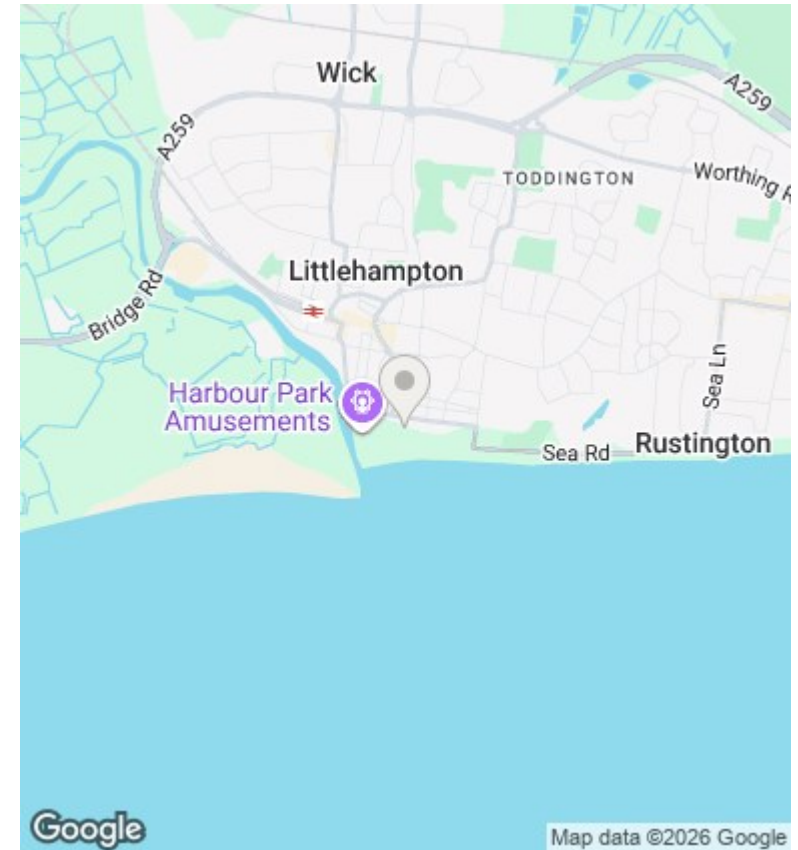 Wick
A259
A259
TODDINGTON
Worthing R
Littlehampton
Bridge Rd
Sea Ln
Harbour Park
Amusements
Rustington
Sea Rd
Google
Map data ©2026 Google